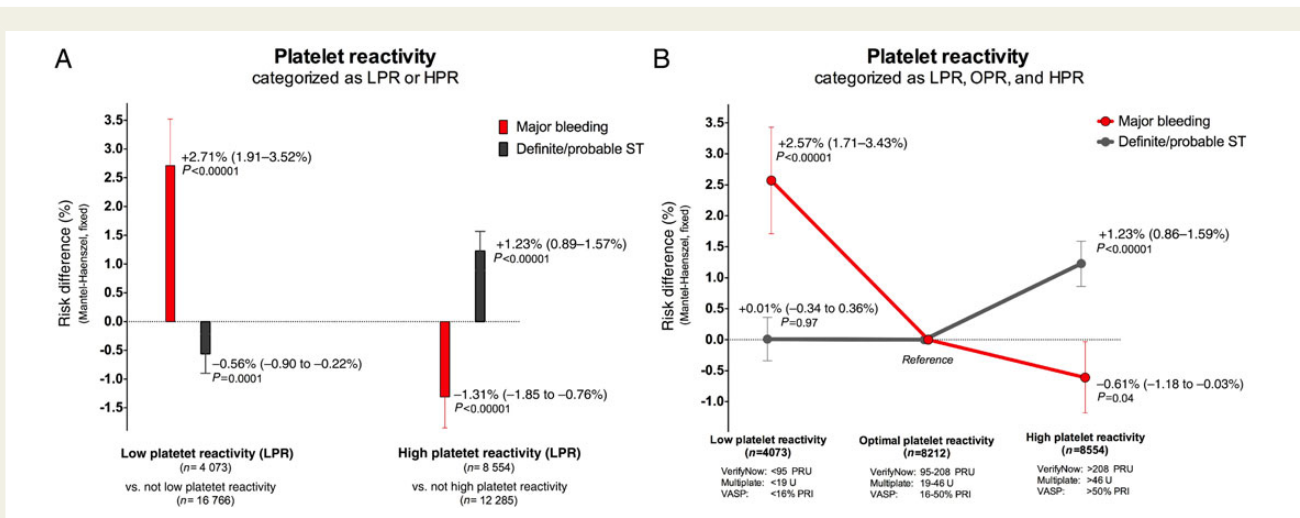 A
Platelet reactivity
categorized as LPR or HPR
Risk difference (%)
(Mantel-Haenszel, fixed)
3.5
3.0
2.5
2.0
1.5
1.0
0.5
0.0
-0.5
-1.0
-1.5
Major bleeding
Definite/probable ST
+2.71% (1.91–3.52%)
P<0.00001
–0.56% (–0.90 to –0.22%)
P=0.0001
+1.23% (0.89–1.57%)
P<0.00001
–1.31% (–1.85 to –0.76%)
P<0.00001
Low platetet reactivity (LPR)
(n= 4 073)
vs. not low platetet reactivity
(n= 16 766)
High platetet reactivity (LPR)
(n= 8 554)
vs. not high platetet reactivity
(n= 12 285)
B
Platelet reactivity
categorized as LPR, OPR, and HPR
Risk difference (%)
(Mantel-Haenszel, fixed)
3.5
3.0
2.5
2.0
1.5
1.0
0.5
0.0
-0.5
-1.0
Major bleeding
Definite/probable ST
+2.57% (1.71–3.43%)
P<0.00001
+0.01% (–0.34 to 0.36%)
P=0.97
Reference
+1.23% (0.86–1.59%)
P<0.00001
–0.61% (–1.18 to –0.03%)
P=0.04
Low platelet reactivity
(n=4073)
VerifyNow: <95 PRU
Multiplate: <19 U
VASP: <16% PRI
Optimal platelet reactivity
(n=8212)
VerifyNow: 95-208 PRU
Multiplate: 19-46 U
VASP: 16-50% PRI
High platelet reactivity
(n=8554)
VerifyNow: >208 PRU
Multiplate: >46 U
VASP: >50% PRI